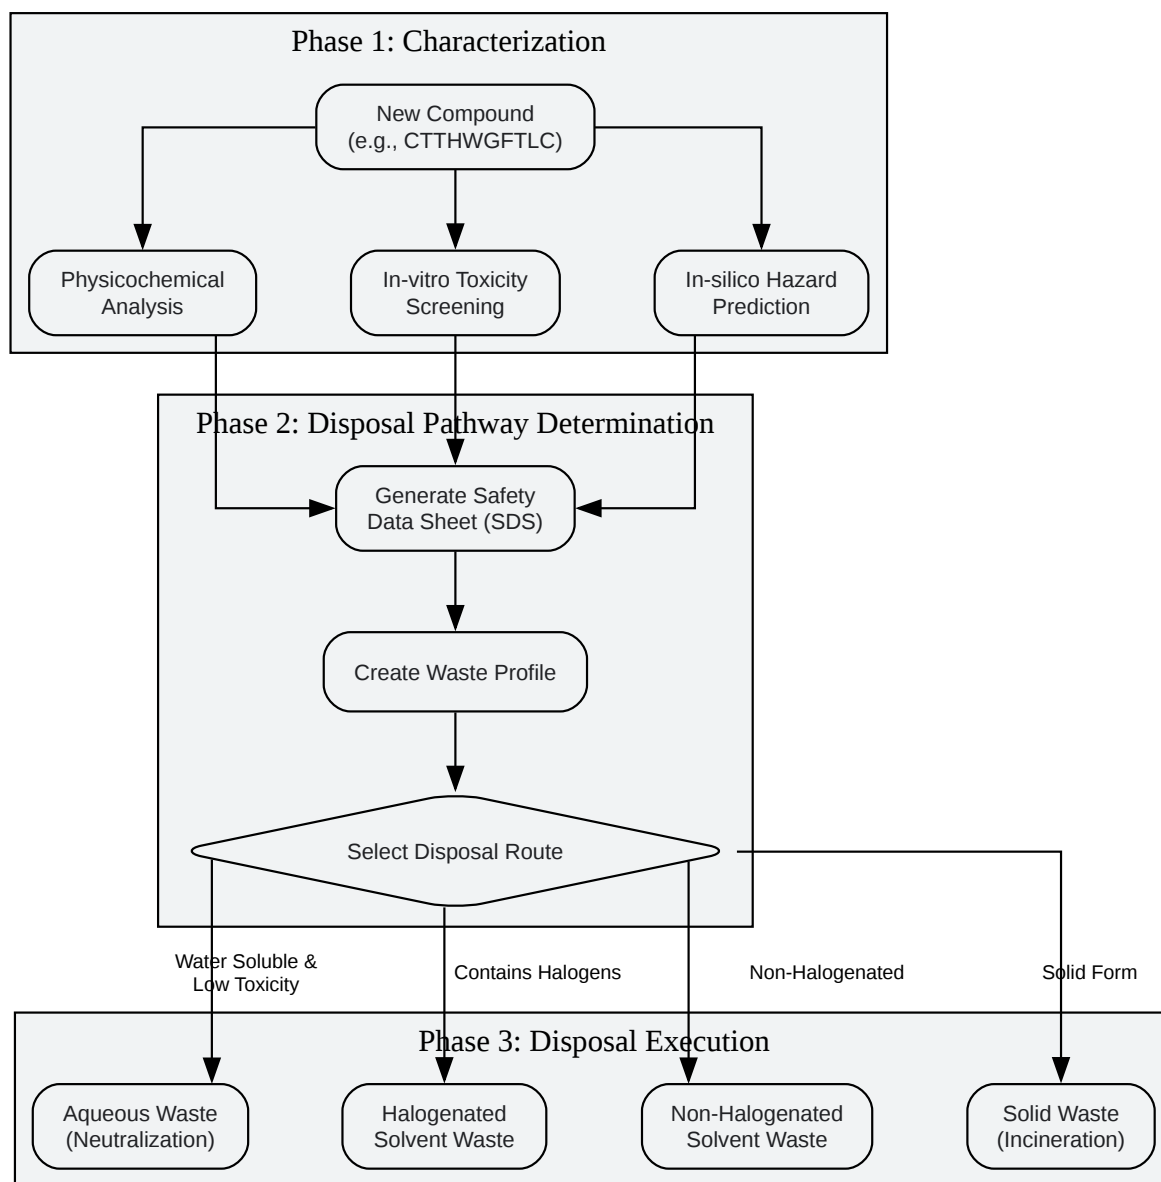 Phase 1: Characterization
New Compound
(e.g., CTTHWGFTLC)
Physicochemical
Analysis
In-vitro Toxicity
Screening
In-silico Hazard
Prediction
Phase 2: Disposal Pathway Determination
Generate Safety
Data Sheet (SDS)
Create Waste Profile
Select Disposal Route
Water Soluble &
Low Toxicity
Contains Halogens
Non-Halogenated
Solid Form
Phase 3: Disposal Execution
Aqueous Waste
(Neutralization)
Halogenated
Solvent Waste
Non-Halogenated
Solvent Waste
Solid Waste
(Incineration)